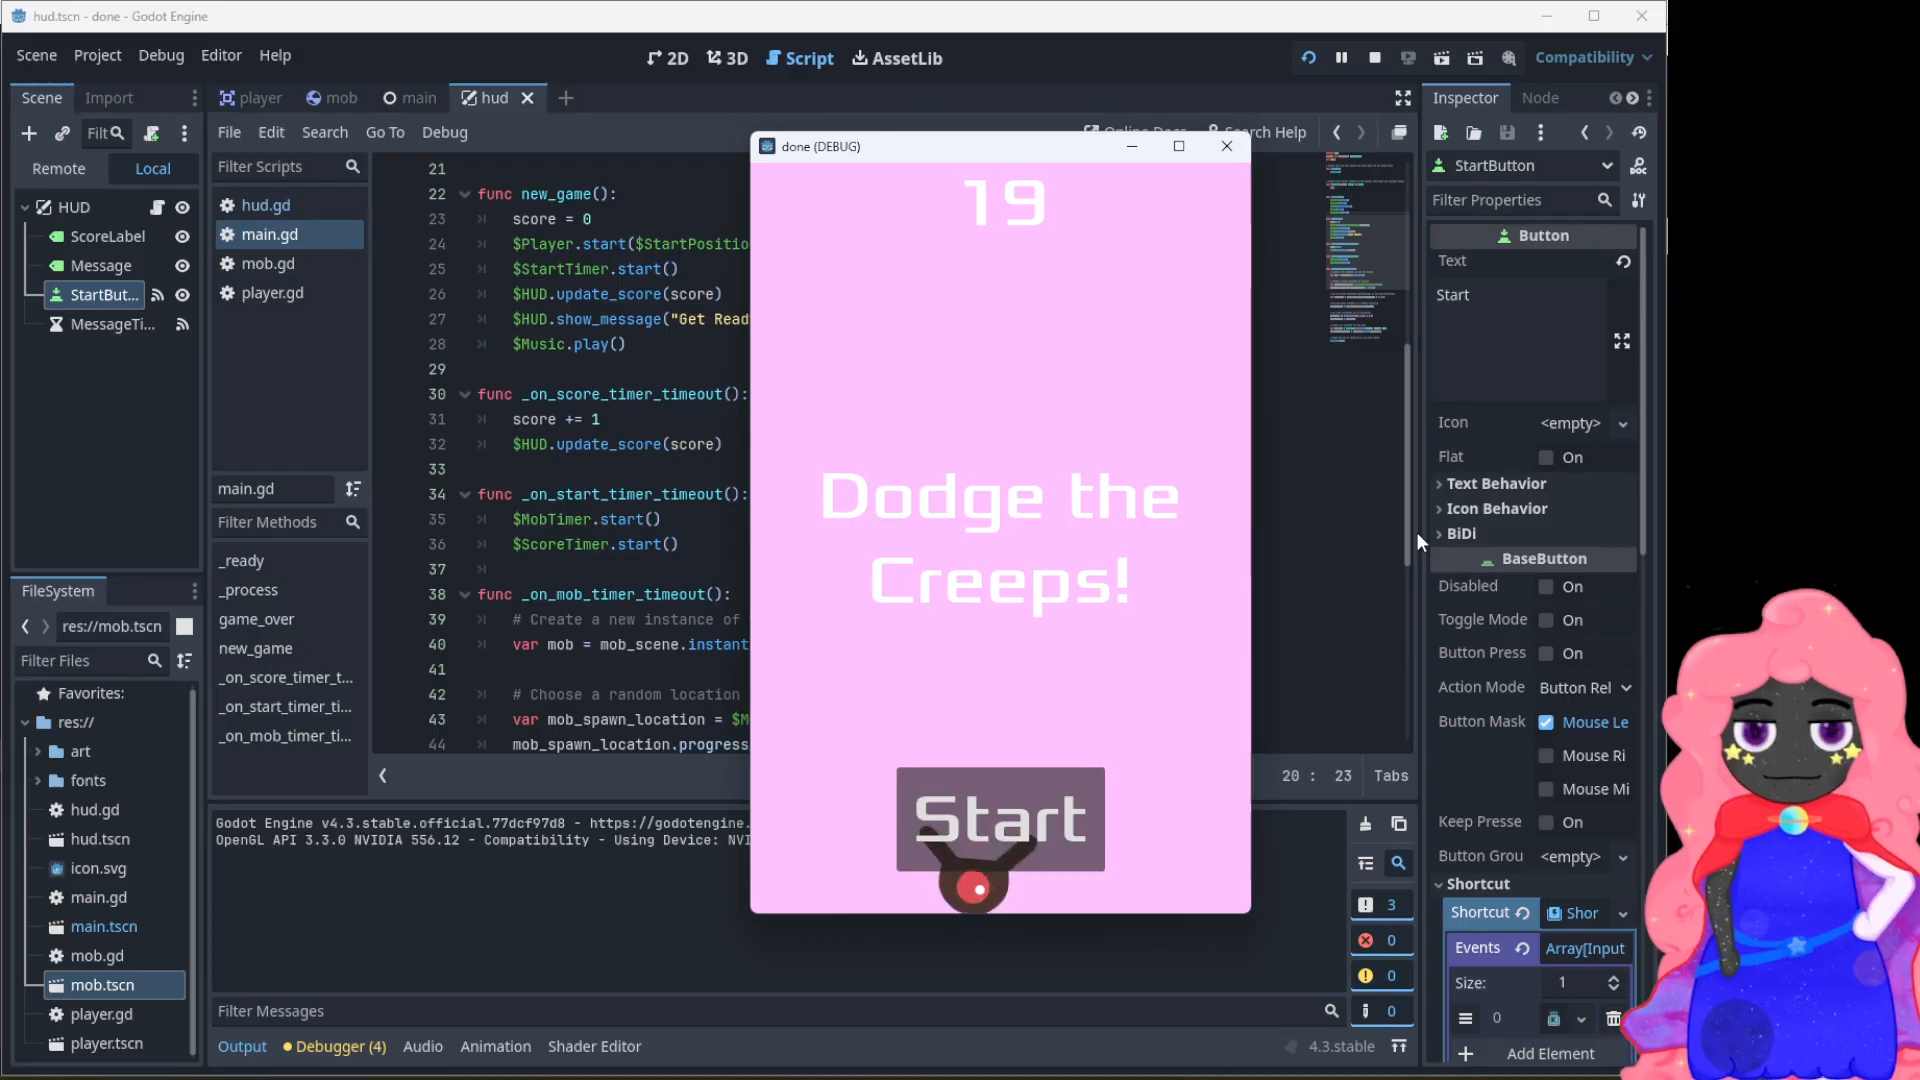 hud.tscn - done - Godot Engine
Scene Project Debug Editor Help
2D 3D Script AssetLib
Compatibility
Scene Import
player mob main hud
Inspector Node
Filt
File Edit Search Go To Debug
Online Docs Search Help
Remote Local
Filter Scripts
StartButton
Filter Properties
HUD
ScoreLabel
Message
StartBut...
MessageTi...
hud.gd
main.gd
mob.gd
player.gd
main.gd
Filter Methods
_ready
_process
game_over
new_game
_on_score_timer_t...
_on_start_timer_ti...
_on_mob_timer_ti...
21
22 func new_game():
23 score = 0
24 $Player.start($StartPositio
25 $StartTimer.start()
26 $HUD.update_score(score)
27 $HUD.show_message("Get Read
28 $Music.play()
29
30 func _on_score_timer_timeout():
31 score += 1
32 $HUD.update_score(score)
33
34 func _on_start_timer_timeout():
35 $MobTimer.start()
36 $ScoreTimer.start()
37
38 func _on_mob_timer_timeout():
39 # Create a new instance of
40 var mob = mob_scene.instant
41
42 # Choose a random location
43 var mob_spawn_location = $M
44 mob_spawn_location.progress
20 : 23 Tabs
done (DEBUG)
19
Dodge the
Creeps!
Start
FileSystem
res://mob.tscn
Filter Files
Favorites:
res://
art
fonts
hud.gd
hud.tscn
icon.svg
main.gd
main.tscn
mob.gd
mob.tscn
player.gd
player.tscn
Godot Engine v4.3.stable.official.77dcf97d8 - https://godotengine.
OpenGL API 3.3.0 NVIDIA 556.12 - Compatibility - Using Device: NVI
3
0
0
0
Filter Messages
Output Debugger (4) Audio Animation Shader Editor
4.3.stable
Button
Text
Start
Icon <empty>
Flat On
Text Behavior
Icon Behavior
BiDi
BaseButton
Disabled On
Toggle Mode On
Button Press On
Action Mode Button Rel
Button Mask Mouse Le
Mouse Ri
Mouse Mi
Keep Presse On
Button Grou <empty>
Shortcut
Shortcut Shor
Events Array[Input
Size: 1
0
Add Element